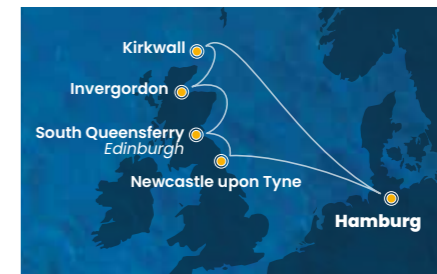 Kirkwall
Invergordon
South Queensferry
Edinburgh
Newcastle upon Tyne
Hamburg